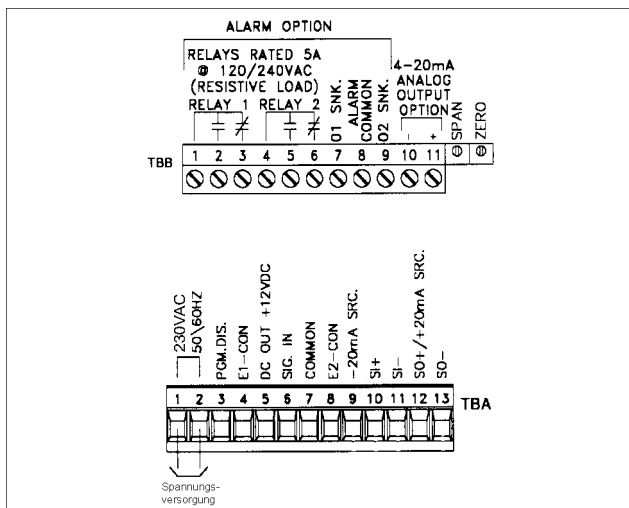 ALARM OPTION
RELAYS RATED 5A
@ 120/240VAC
(RESISTIVE LOAD)
RELAY 1 RELAY 2
01 SNK.
ALARM
COMMON
02 SNK.
4-20mA
ANALOG
OUTPUT
OPTION
- +
SPAN
ZERO
TBB
1 2 3 4 5 6 7 8 9 10 11
230VAC
50\60HZ
PGM.DIS.
E1-CON
DC OUT +12VDC
SIG. IN
COMMON
E2-CON
-20mA SRC.
SI+
SI-
SO+/+20mA SRC.
SO-
1 2 3 4 5 6 7 8 9 10 11 12 13
TBA
Spannungs-
versorgung